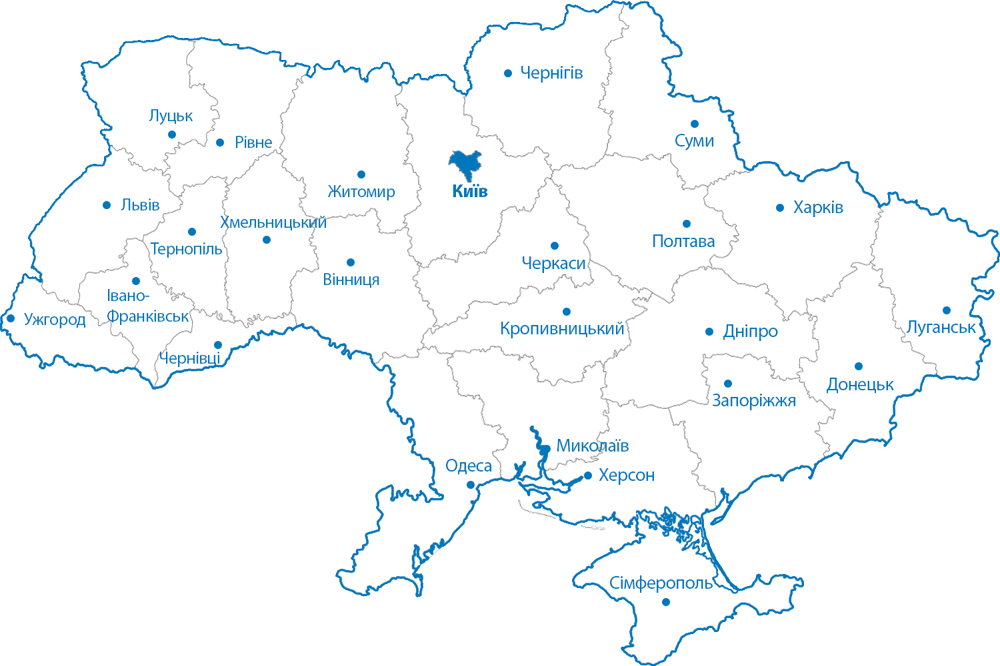 Чернігів
Луцьк
Рівне
Суми
Житомир
Київ
Львів
Харків
Хмельницький
Тернопіль
Полтава
Черкаси
Вінниця
Івано-
Франківськ
Ужгород
Кропивницький
Дніпро
Луганськ
Чернівці
Донецьк
Запоріжжя
Миколаїв
Одеса
Херсон
Сімферополь